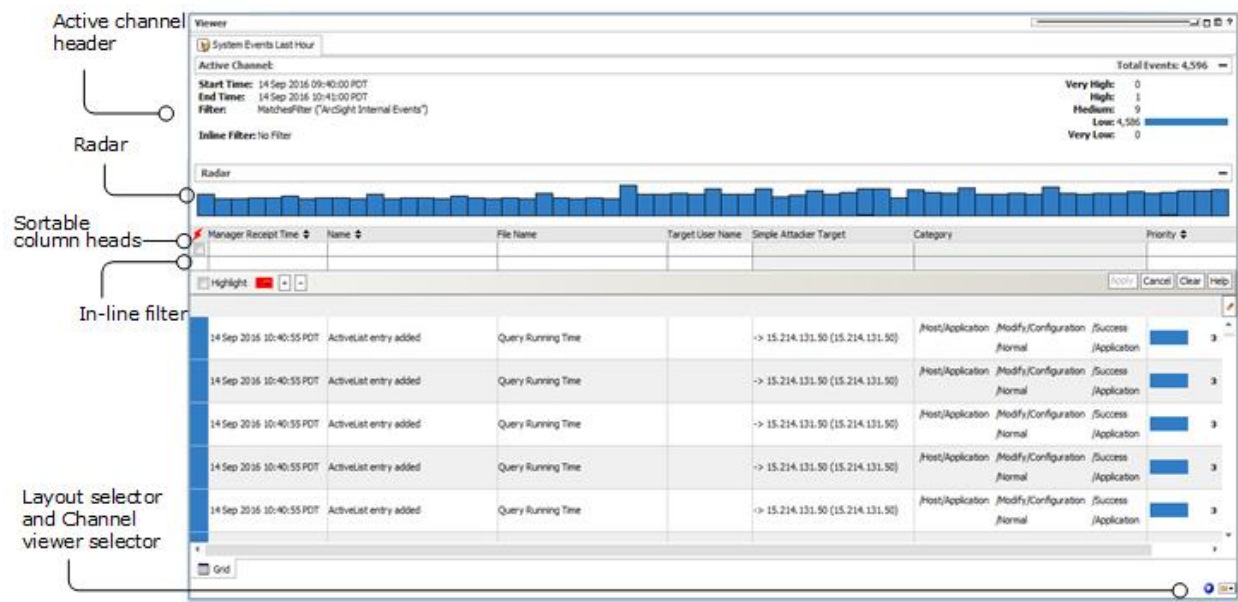 Active channel
header
Radar
Sortable
column heads
In-line filter
Layout selector
and Channel
viewer selector
Viewer
System Events Last Hour
Active Channel:
Total Events: 4,596
Start Time: 14 Sep 2016 09:40:00 PDT
End Time: 14 Sep 2016 10:41:00 PDT
Filter: MatchesFilter ("ArcSight Internal Events")
Inline Filter: No Filter
Very High: 0
High: 1
Medium: 9
Low: 4,586
Very Low: 0
Radar
Manager Receipt Time Name File Name Target User Name Simple Attacker Target Category Priority
Highlight Apply Cancel Clear Help
14 Sep 2016 10:40:55 PDT ActiveList entry added Query Running Time -> 15.214.131.50 (15.214.131.50) /Host/Application /Modify/Configuration /Success 3
/Normal /Application
14 Sep 2016 10:40:55 PDT ActiveList entry added Query Running Time -> 15.214.131.50 (15.214.131.50) /Host/Application /Modify/Configuration /Success 3
/Normal /Application
14 Sep 2016 10:40:55 PDT ActiveList entry added Query Running Time -> 15.214.131.50 (15.214.131.50) /Host/Application /Modify/Configuration /Success 3
/Normal /Application
14 Sep 2016 10:40:55 PDT ActiveList entry added Query Running Time -> 15.214.131.50 (15.214.131.50) /Host/Application /Modify/Configuration /Success 3
/Normal /Application
14 Sep 2016 10:40:55 PDT ActiveList entry added Query Running Time -> 15.214.131.50 (15.214.131.50) /Host/Application /Modify/Configuration /Success 3
/Normal /Application
Grid